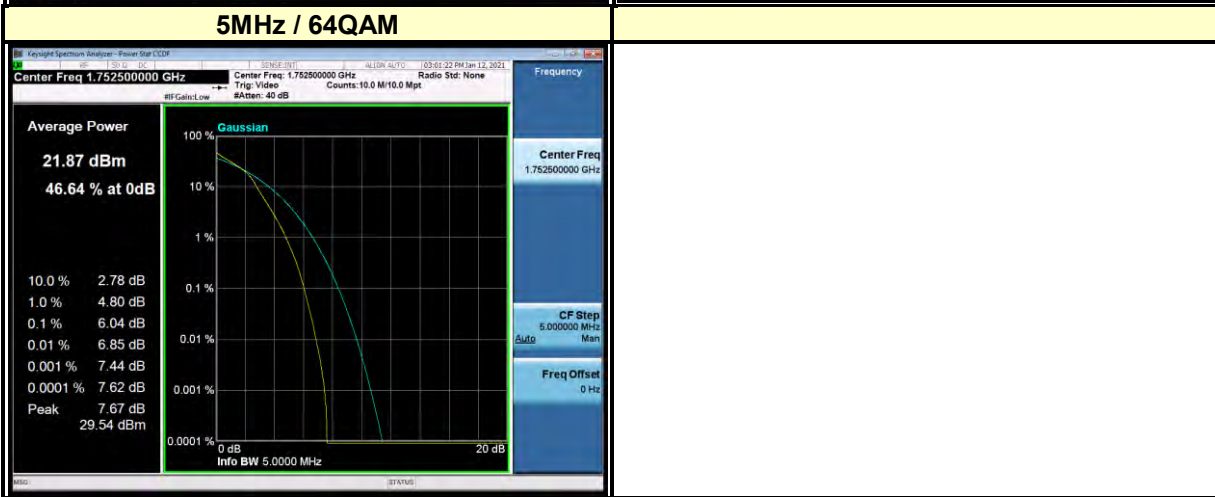 5MHz / 64QAM
Keysight Spectrum Analyzer - Power Stat CCDF
RF 50 Ω DC SENSE:INT ALIGN AUTO 03:01:22 PM Jan 12, 2021
Center Freq 1.752500000 GHz
Center Freq: 1.752500000 GHz Radio Std: None
Trig: Video Counts:10.0 M/10.0 Mpt
#IFGain:Low #Atten: 40 dB
Frequency
Average Power
21.87 dBm
46.64 % at 0dB
10.0 % 2.78 dB
1.0 % 4.80 dB
0.1 % 6.04 dB
0.01 % 6.85 dB
0.001 % 7.44 dB
0.0001 % 7.62 dB
Peak 7.67 dB
29.54 dBm
Gaussian
100 %
10 %
1 %
0.1 %
0.01 %
0.001 %
0.0001 %
0 dB 20 dB
Info BW 5.0000 MHz
Center Freq
1.752500000 GHz
CF Step
5.000000 MHz
Auto Man
Freq Offset
0 Hz
MSG STATUS